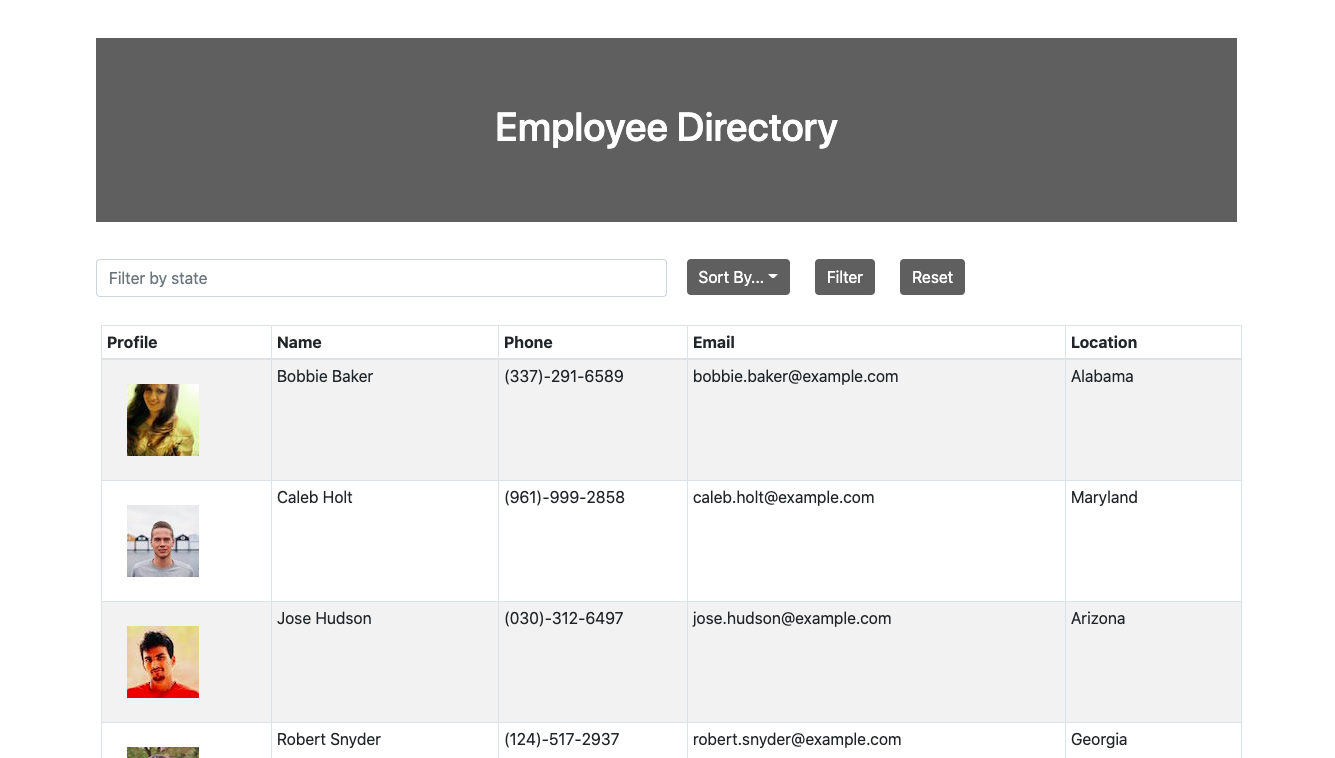 Employee Directory
Filter by state Sort By... Filter Reset
Profile Name Phone Email Location
Bobbie Baker (337)-291-6589 bobbie.baker@example.com Alabama
Caleb Holt (961)-999-2858 caleb.holt@example.com Maryland
Jose Hudson (030)-312-6497 jose.hudson@example.com Arizona
Robert Snyder (124)-517-2937 robert.snyder@example.com Georgia